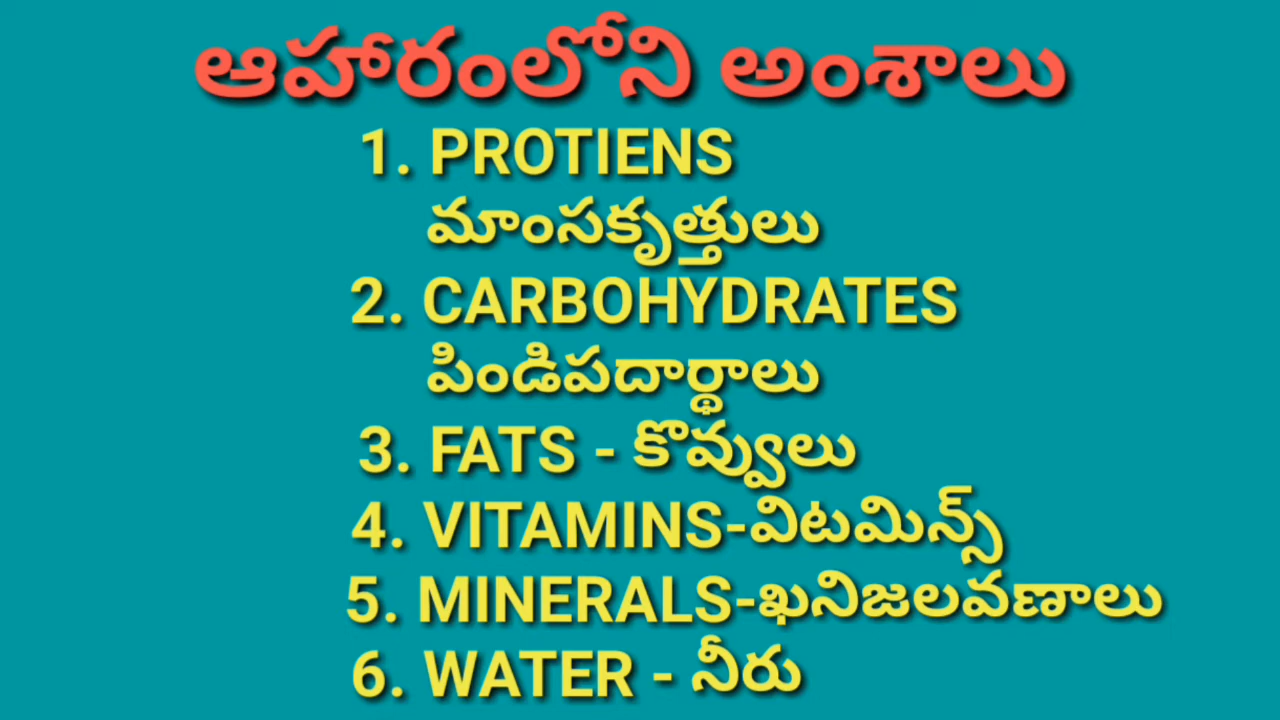 ఆహారంలోని అంశాలు
1. PROTIENS
మాంసకృత్తులు
2. CARBOHYDRATES
పిండిపదార్థాలు
3. FATS - కొవ్వులు
4. VITAMINS-విటమిన్స్
5. MINERALS-ఖనిజలవణాలు
6. WATER - నీరు